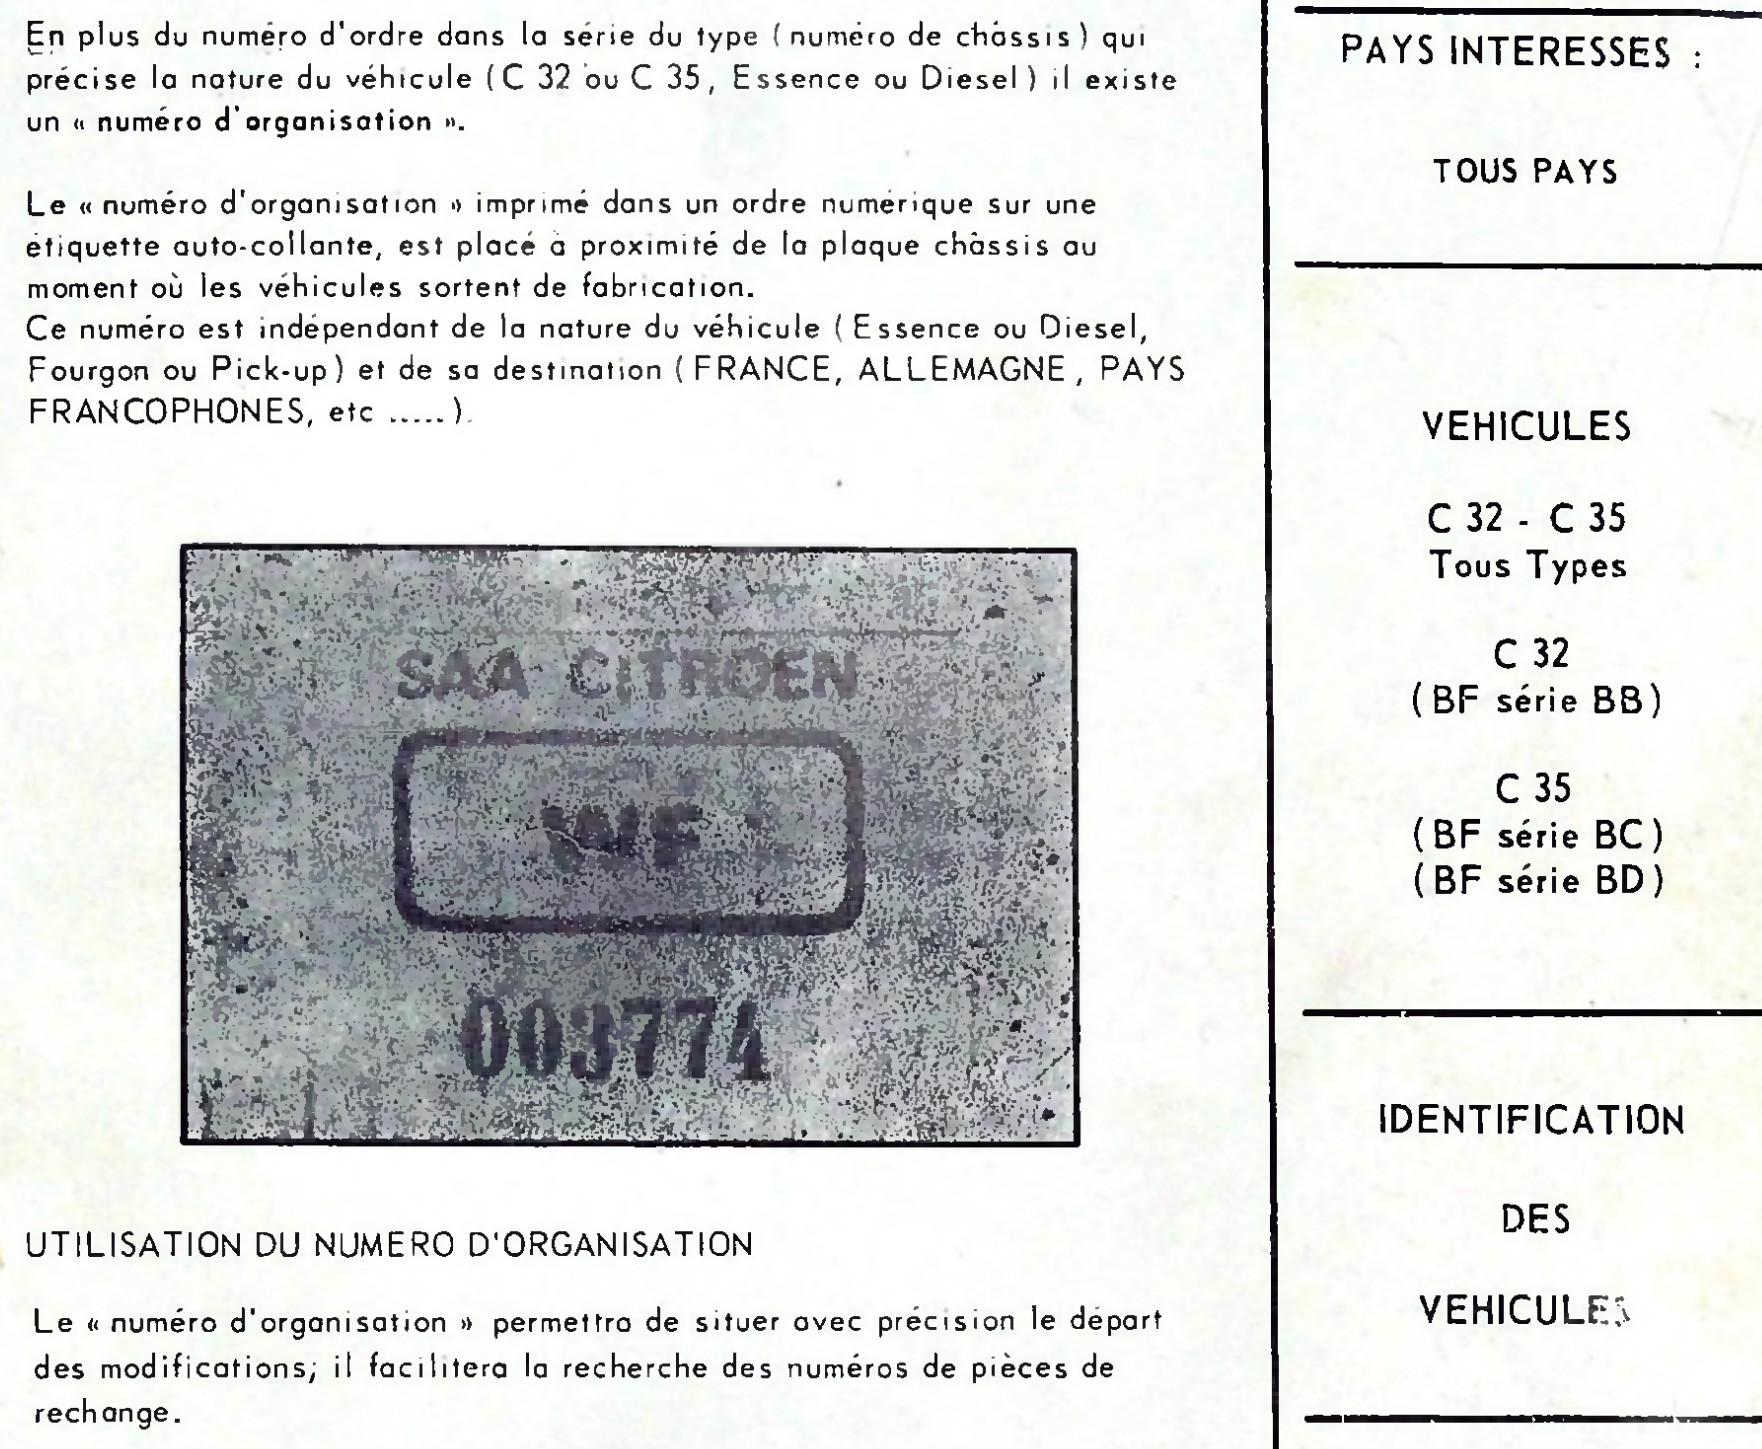 En plus du numéro d'ordre dans la série du type ( numéro de châssis ) qui
précise la nature du véhicule ( C 32 ou C 35, Essence ou Diesel ) il existe
un « numéro d'organisation ».
Le « numéro d'organisation » imprimé dans un ordre numérique sur une
étiquette auto-collante, est placé à proximité de la plaque châssis au
moment où les véhicules sortent de fabrication.
Ce numéro est indépendant de la nature du véhicule ( Essence ou Diesel,
Fourgon ou Pick-up ) et de sa destination ( FRANCE, ALLEMAGNE , PAYS
FRANCOPHONES, etc ..... ).
SAA CITROEN
003774
UTILISATION DU NUMERO D'ORGANISATION
Le « numéro d'organisation » permettra de situer avec précision le départ
des modifications; il facilitera la recherche des numéros de pièces de
rechange.
PAYS INTERESSES :
TOUS PAYS
VEHICULES
C 32 - C 35
Tous Types
C 32
( BF série BB )
C 35
( BF série BC )
( BF série BD )
IDENTIFICATION
DES
VEHICULES